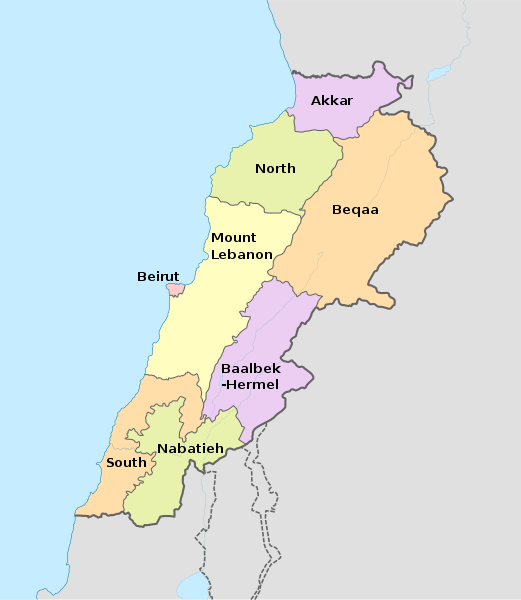 Akkar
North
Beqaa
Mount
Lebanon
Beirut
Baalbek
-Hermel
Nabatieh
South